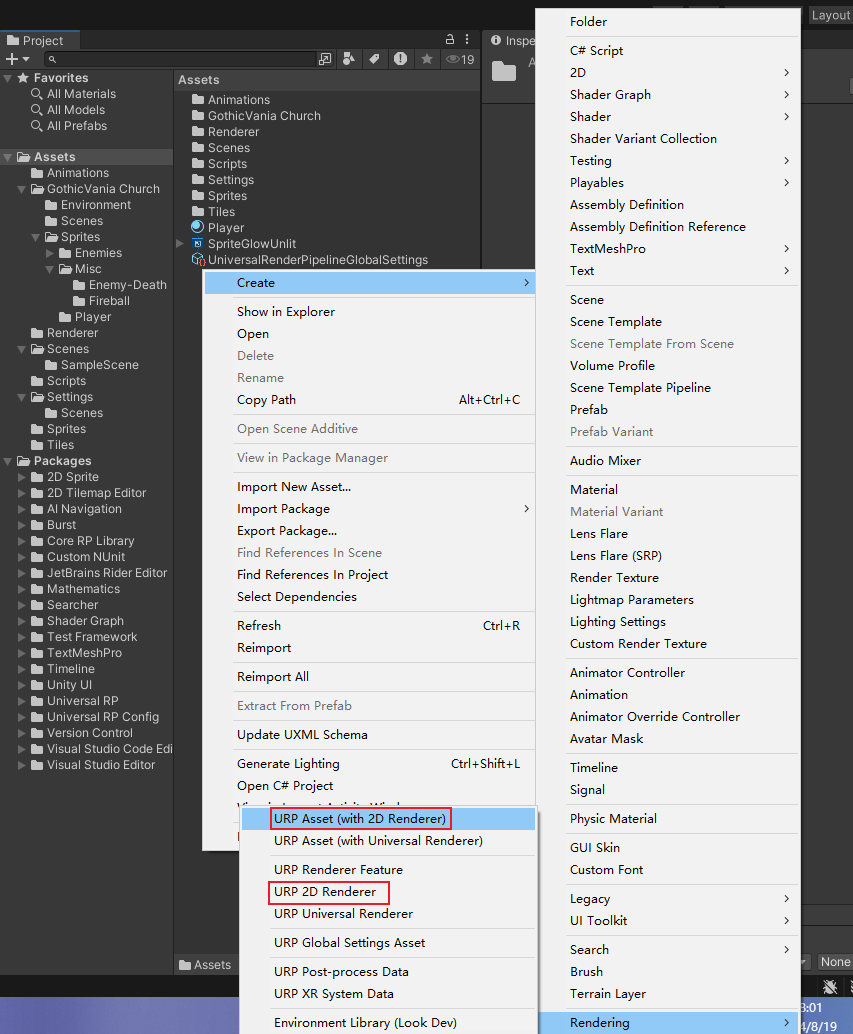 Layout
Project
Inspe
19
Favorites
All Materials
All Models
All Prefabs
Assets
Animations
GothicVania Church
Environment
Scenes
Sprites
Enemies
Misc
Enemy-Death
Fireball
Player
Renderer
Scenes
SampleScene
Scripts
Settings
Scenes
Sprites
Tiles
Packages
2D Sprite
2D Tilemap Editor
AI Navigation
Burst
Core RP Library
Custom NUnit
JetBrains Rider Editor
Mathematics
Searcher
Shader Graph
Test Framework
TextMeshPro
Timeline
Unity UI
Universal RP
Universal RP Config
Version Control
Visual Studio Code Edi
Visual Studio Editor
Assets
Animations
GothicVania Church
Renderer
Scenes
Scripts
Settings
Sprites
Tiles
Player
SpriteGlowUnlit
UniversalRenderPipelineGlobalSettings
Assets
Create
Show in Explorer
Open
Delete
Rename
Copy Path Alt+Ctrl+C
Open Scene Additive
View in Package Manager
Import New Asset...
Import Package
Export Package...
Find References In Scene
Find References In Project
Select Dependencies
Refresh Ctrl+R
Reimport
Reimport All
Extract From Prefab
Update UXML Schema
Generate Lighting Ctrl+Shift+L
Open C# Project
URP Asset (with 2D Renderer)
URP Asset (with Universal Renderer)
URP Renderer Feature
URP 2D Renderer
URP Universal Renderer
URP Global Settings Asset
URP Post-process Data
URP XR System Data
Environment Library (Look Dev)
Folder
C# Script
2D
Shader Graph
Shader
Shader Variant Collection
Testing
Playables
Assembly Definition
Assembly Definition Reference
TextMeshPro
Text
Scene
Scene Template
Scene Template From Scene
Volume Profile
Scene Template Pipeline
Prefab
Prefab Variant
Audio Mixer
Material
Material Variant
Lens Flare
Lens Flare (SRP)
Render Texture
Lightmap Parameters
Lighting Settings
Custom Render Texture
Animator Controller
Animation
Animator Override Controller
Avatar Mask
Timeline
Signal
Physic Material
GUI Skin
Custom Font
Legacy
UI Toolkit
Search
Brush
Terrain Layer
Rendering
None
3:01
4/8/19